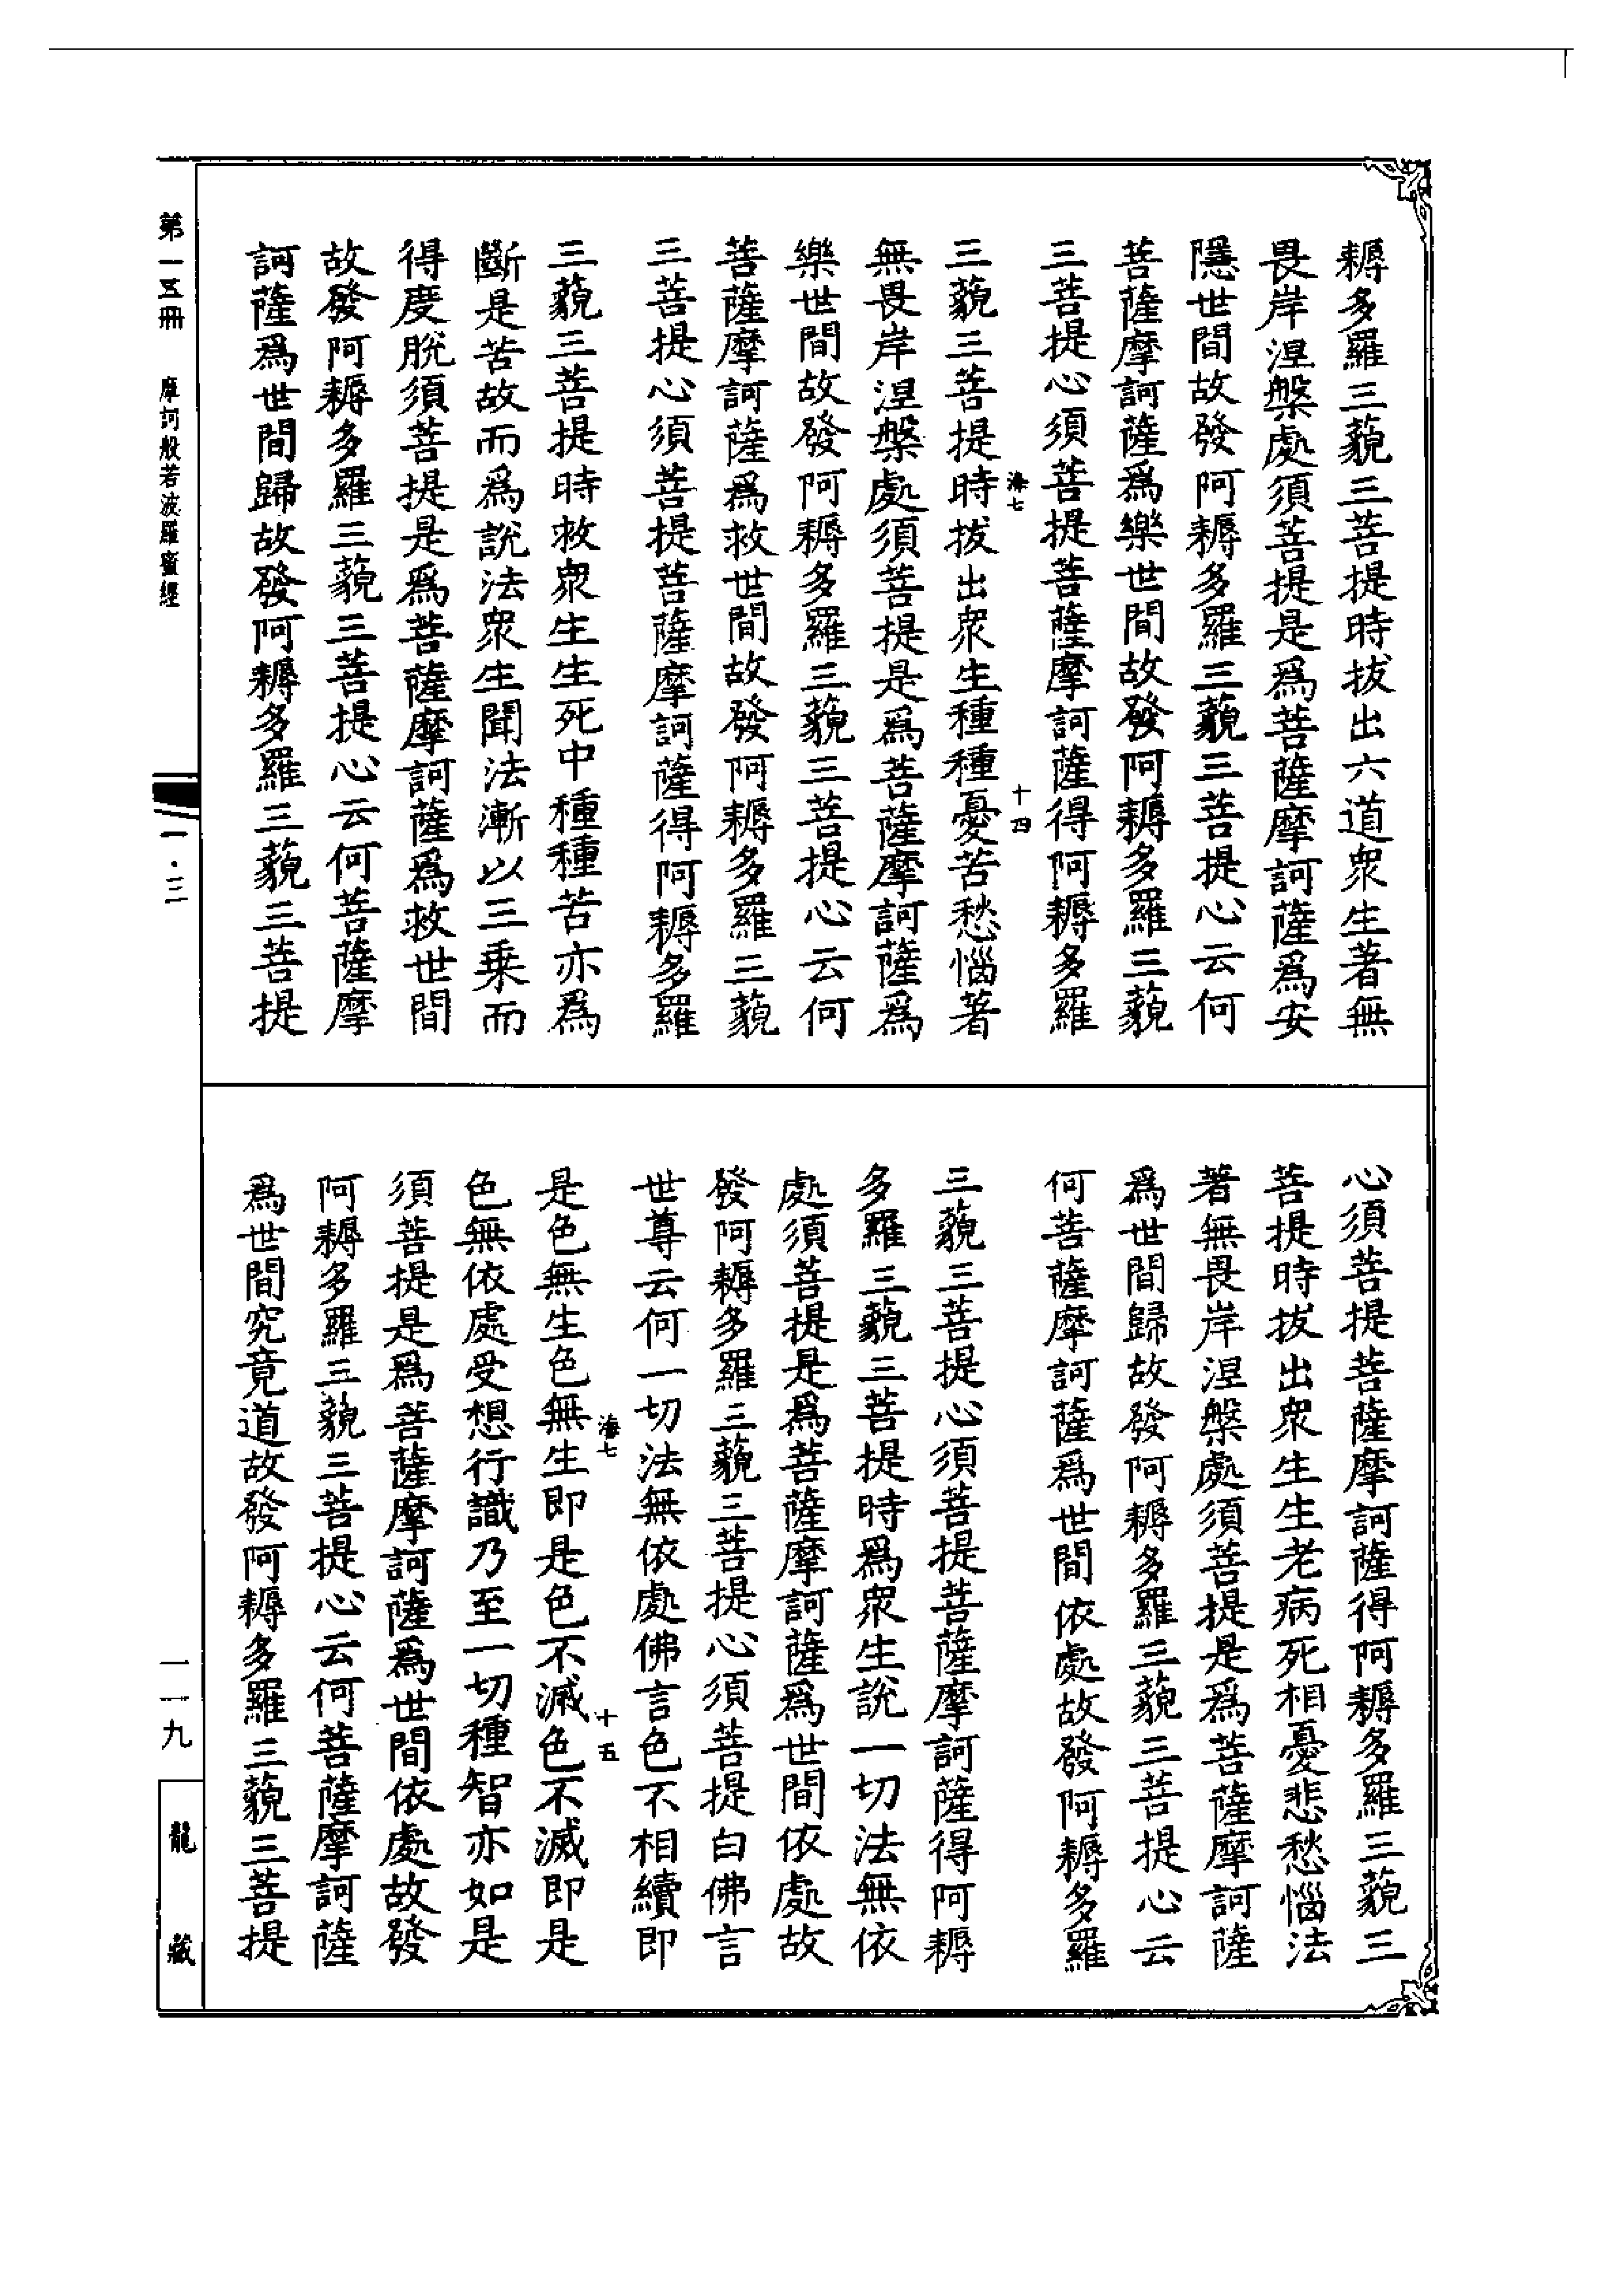 耨多羅三藐三菩提時拔出六道衆生著無
畏岸涅槃處須菩提是爲菩薩摩訶薩爲安
隱世間故發阿耨多羅三藐三菩提心云何
菩薩摩訶薩爲樂世間故發阿耨多羅三藐
三菩提心須菩提菩薩摩訶薩得阿耨多羅
海七
十四
三藐三菩提時拔出衆生種種憂苦愁惱著
無畏岸涅槃處須菩提是爲菩薩摩訶薩爲
樂世間故發阿耨多羅三藐三菩提心云何
菩薩摩訶薩爲救世間故發阿耨多羅三藐
三菩提心須菩提菩薩摩訶薩得阿耨多羅
三藐三菩提時救衆生生死中種種苦亦爲
斷是苦故而爲說法衆生聞法漸以三乘而
得度脫須菩提是爲菩薩摩訶薩爲救世間
故發阿耨多羅三藐三菩提心云何菩薩摩
訶薩爲世間歸故發阿耨多羅三藐三菩提
心須菩提菩薩摩訶薩得阿耨多羅三藐三
菩提時拔出衆生生老病死相憂悲愁惱法
著無畏岸涅槃處須菩提是爲菩薩摩訶薩
爲世間歸故發阿耨多羅三藐三菩提心云
何菩薩摩訶薩爲世間依處故發阿耨多羅
三藐三菩提心須菩提菩薩摩訶薩得阿耨
多羅三藐三菩提時爲衆生說一切法無依
處須菩提是爲菩薩摩訶薩爲世間依處故
發阿耨多羅三藐三菩提心須菩提白佛言
世尊云何一切法無依處佛言色不相續即
海七
十五
是色無生色無生即是色不滅色不滅即是
色無依處受想行識乃至一切種智亦如是
須菩提是爲菩薩摩訶薩爲世間依處故發
阿耨多羅三藐三菩提心云何菩薩摩訶薩
爲世間究竟道故發阿耨多羅三藐三菩提
第一五冊 摩訶般若波羅蜜經
一·三
一一九
龍藏